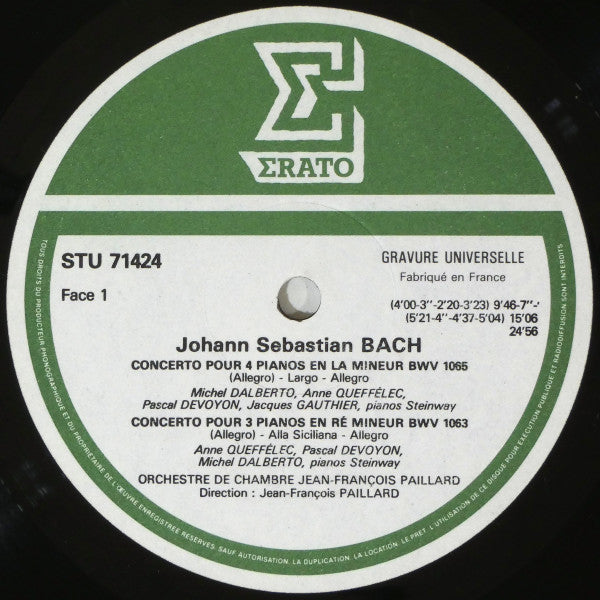 ΣRATO
STU 71424
GRAVURE UNIVERSELLE
Fabriqué en France
Face 1
(4'00-3''-2'20-3'23) 9'46-7''-'
(5'21-4''-4'37-5'04) 15'06
24'56
Johann Sebastian BACH
CONCERTO POUR 4 PIANOS EN LA MINEUR BWV 1065
(Allegro) - Largo - Allegro
Michel DALBERTO, Anne QUEFFÉLEC,
Pascal DEVOYON, Jacques GAUTHIER, pianos Steinway
CONCERTO POUR 3 PIANOS EN RÉ MINEUR BWV 1063
(Allegro) - Alla Siciliana - Allegro
Anne QUEFFÉLEC, Pascal DEVOYON,
Michel DALBERTO, pianos Steinway
ORCHESTRE DE CHAMBRE JEAN-FRANÇOIS PAILLARD
Direction : Jean-François PAILLARD
TOUS DROITS DU PRODUCTEUR PHONOGRAPHIQUE ET DU PROPRIETAIRE DE L'ŒUVRE ENREGISTREE RESERVES. SAUF AUTORISATION, LA DUPLICATION, LA LOCATION, LE PRET, L'UTILISATION DE CE DISQUE POUR EXECUTION PUBLIQUE ET RADIODIFFUSION SONT INTERDITS